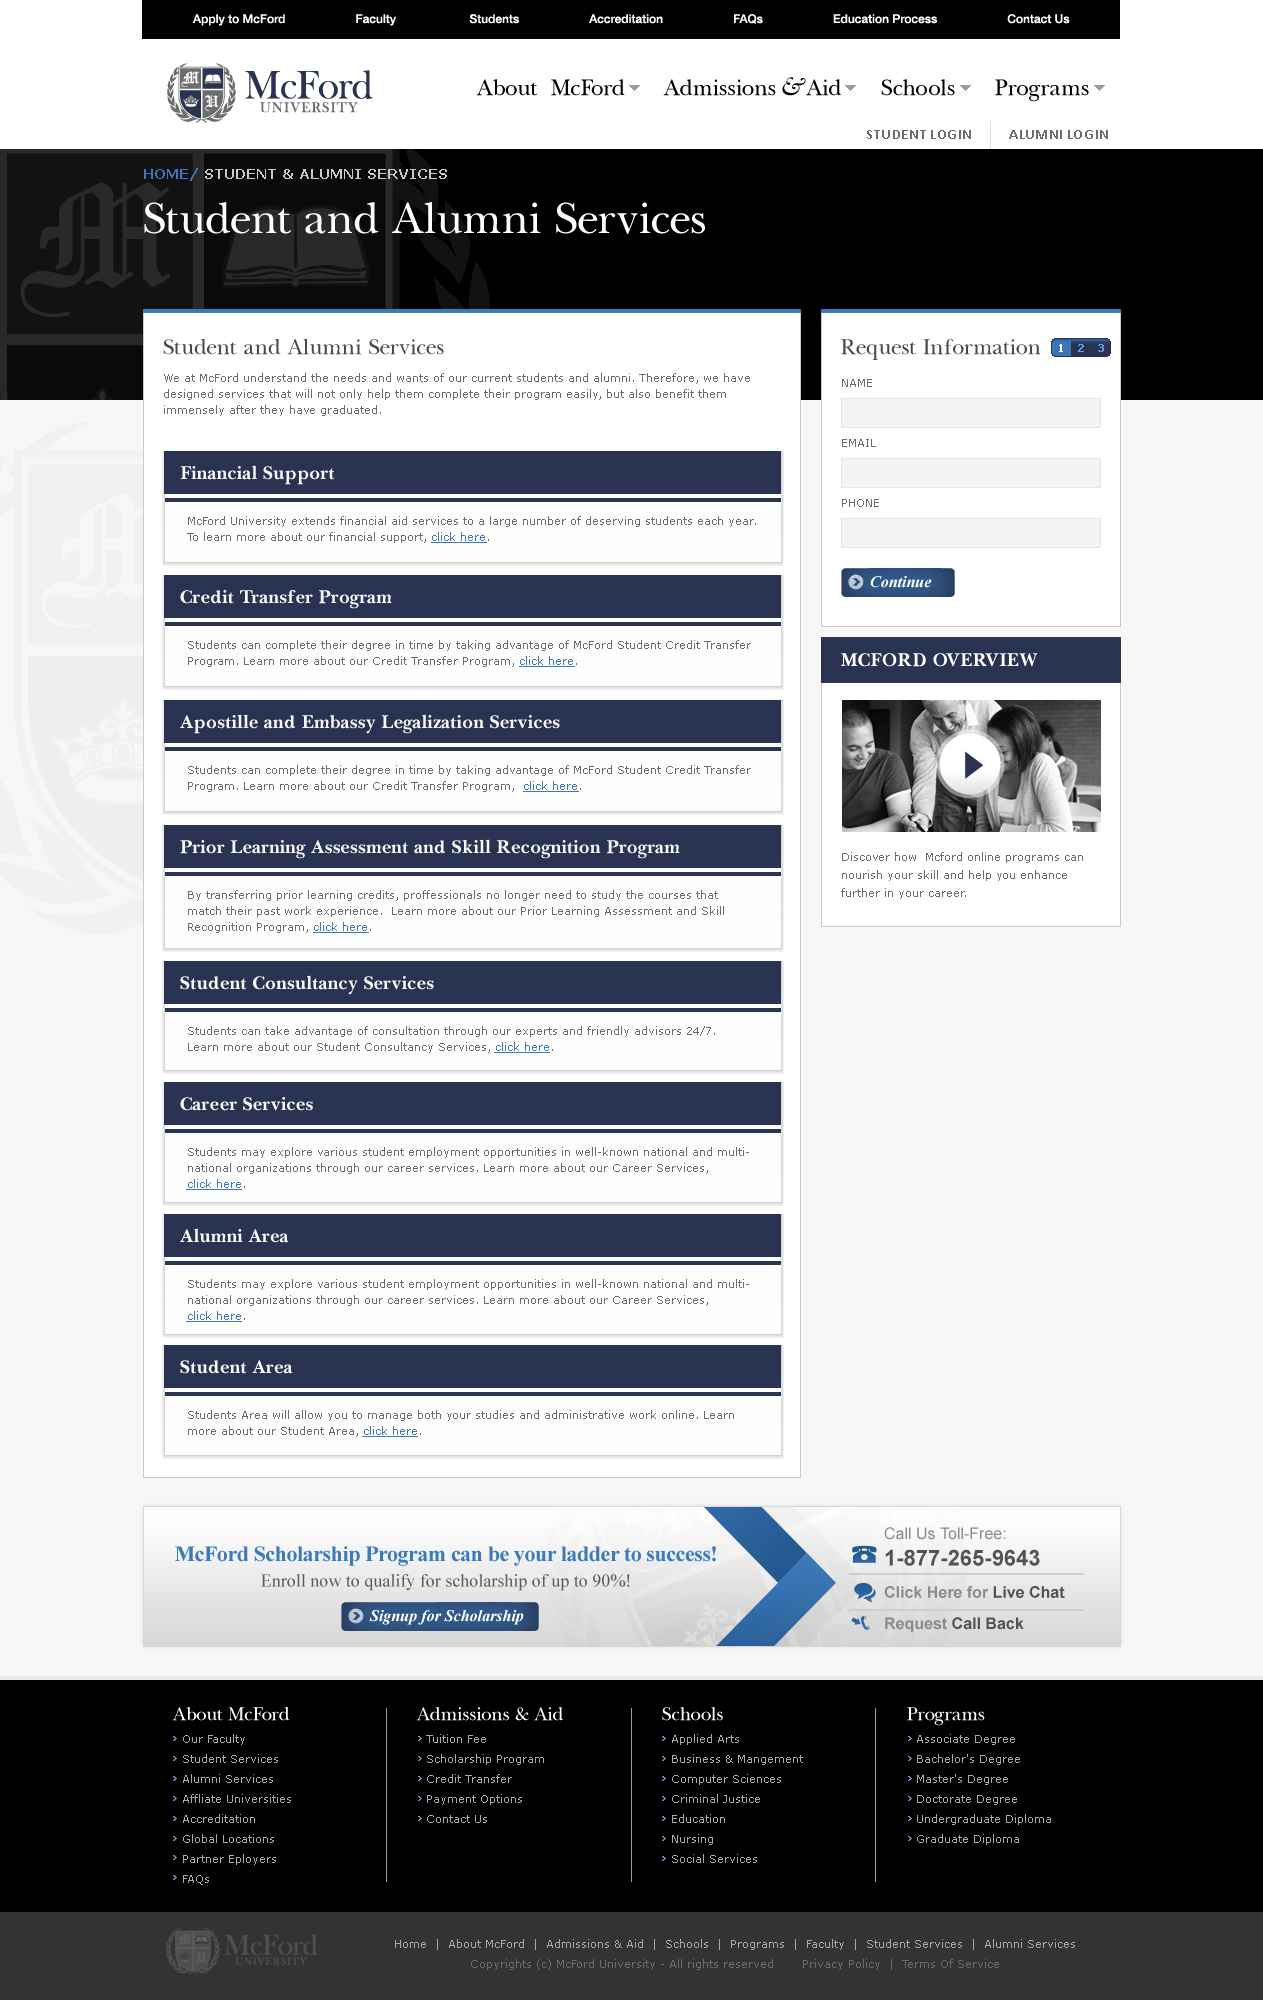 Apply to McFord Faculty Students Accreditation FAQs Education Process Contact Us
McFord
UNIVERSITY
About McFord Admissions & Aid Schools Programs
STUDENT LOGIN ALUMNI LOGIN
HOME/ STUDENT & ALUMNI SERVICES
Student and Alumni Services
Student and Alumni Services
We at McFord understand the needs and wants of our current students and alumni. Therefore, we have
designed services that will not only help them complete their program easily, but also benefit them
immensely after they have graduated.
Financial Support
McFord University extends financial aid services to a large number of deserving students each year.
To learn more about our financial support, click here.
Credit Transfer Program
Students can complete their degree in time by taking advantage of McFord Student Credit Transfer
Program. Learn more about our Credit Transfer Program, click here.
Apostille and Embassy Legalization Services
Students can complete their degree in time by taking advantage of McFord Student Credit Transfer
Program. Learn more about our Credit Transfer Program, click here.
Prior Learning Assessment and Skill Recognition Program
By transferring prior learning credits, proffessionals no longer need to study the courses that
match their past work experience. Learn more about our Prior Learning Assessment and Skill
Recognition Program, click here.
Student Consultancy Services
Students can take advantage of consultation through our experts and friendly advisors 24/7.
Learn more about our Student Consultancy Services, click here.
Career Services
Students may explore various student employment opportunities in well-known national and multi-
national organizations through our career services. Learn more about our Career Services,
click here.
Alumni Area
Students may explore various student employment opportunities in well-known national and multi-
national organizations through our career services. Learn more about our Career Services,
click here.
Student Area
Students Area will allow you to manage both your studies and administrative work online. Learn
more about our Student Area, click here.
Request Information 1 2 3
NAME
EMAIL
PHONE
Continue
MCFORD OVERVIEW
Discover how Mcford online programs can
nourish your skill and help you enhance
further in your career.
McFord Scholarship Program can be your ladder to success!
Enroll now to qualify for scholarship of up to 90%!
Signup for Scholarship
Call Us Toll-Free:
1-877-265-9643
Click Here for Live Chat
Request Call Back
About McFord
Our Faculty
Student Services
Alumni Services
Affliate Universities
Accreditation
Global Locations
Partner Eployers
FAQs
Admissions & Aid
Tuition Fee
Scholarship Program
Credit Transfer
Payment Options
Contact Us
Schools
Applied Arts
Business & Mangement
Computer Sciences
Criminal Justice
Education
Nursing
Social Services
Programs
Associate Degree
Bachelor's Degree
Master's Degree
Doctorate Degree
Undergraduate Diploma
Graduate Diploma
McFord
UNIVERSITY
Home | About McFord | Admissions & Aid | Schools | Programs | Faculty | Student Services | Alumni Services
Copyrights (c) McFord University - All rights reserved Privacy Policy | Terms Of Service